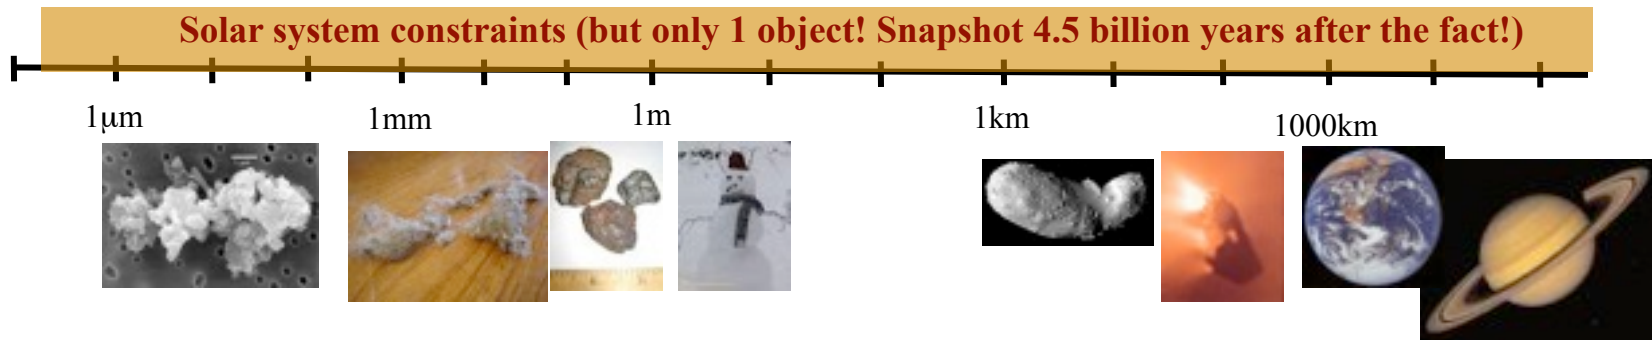 Solar system constraints (but only 1 object! Snapshot 4.5 billion years after the fact!)
1μm
1mm
1m
1km
1000km